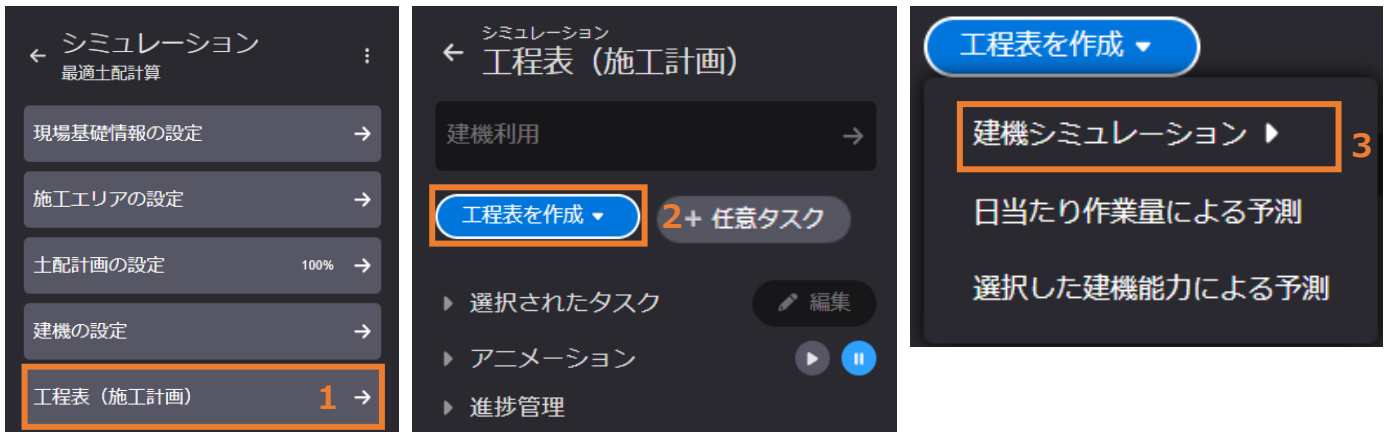 シミュレーション
最適土配計算
現場基礎情報の設定
施工エリアの設定
土配計画の設定 100%
建機の設定
工程表（施工計画） 1
シミュレーション
工程表（施工計画）
建機利用
工程表を作成 2 + 任意タスク
選択されたタスク 編集
アニメーション
進捗管理
工程表を作成
建機シミュレーション 3
日当たり作業量による予測
選択した建機能力による予測